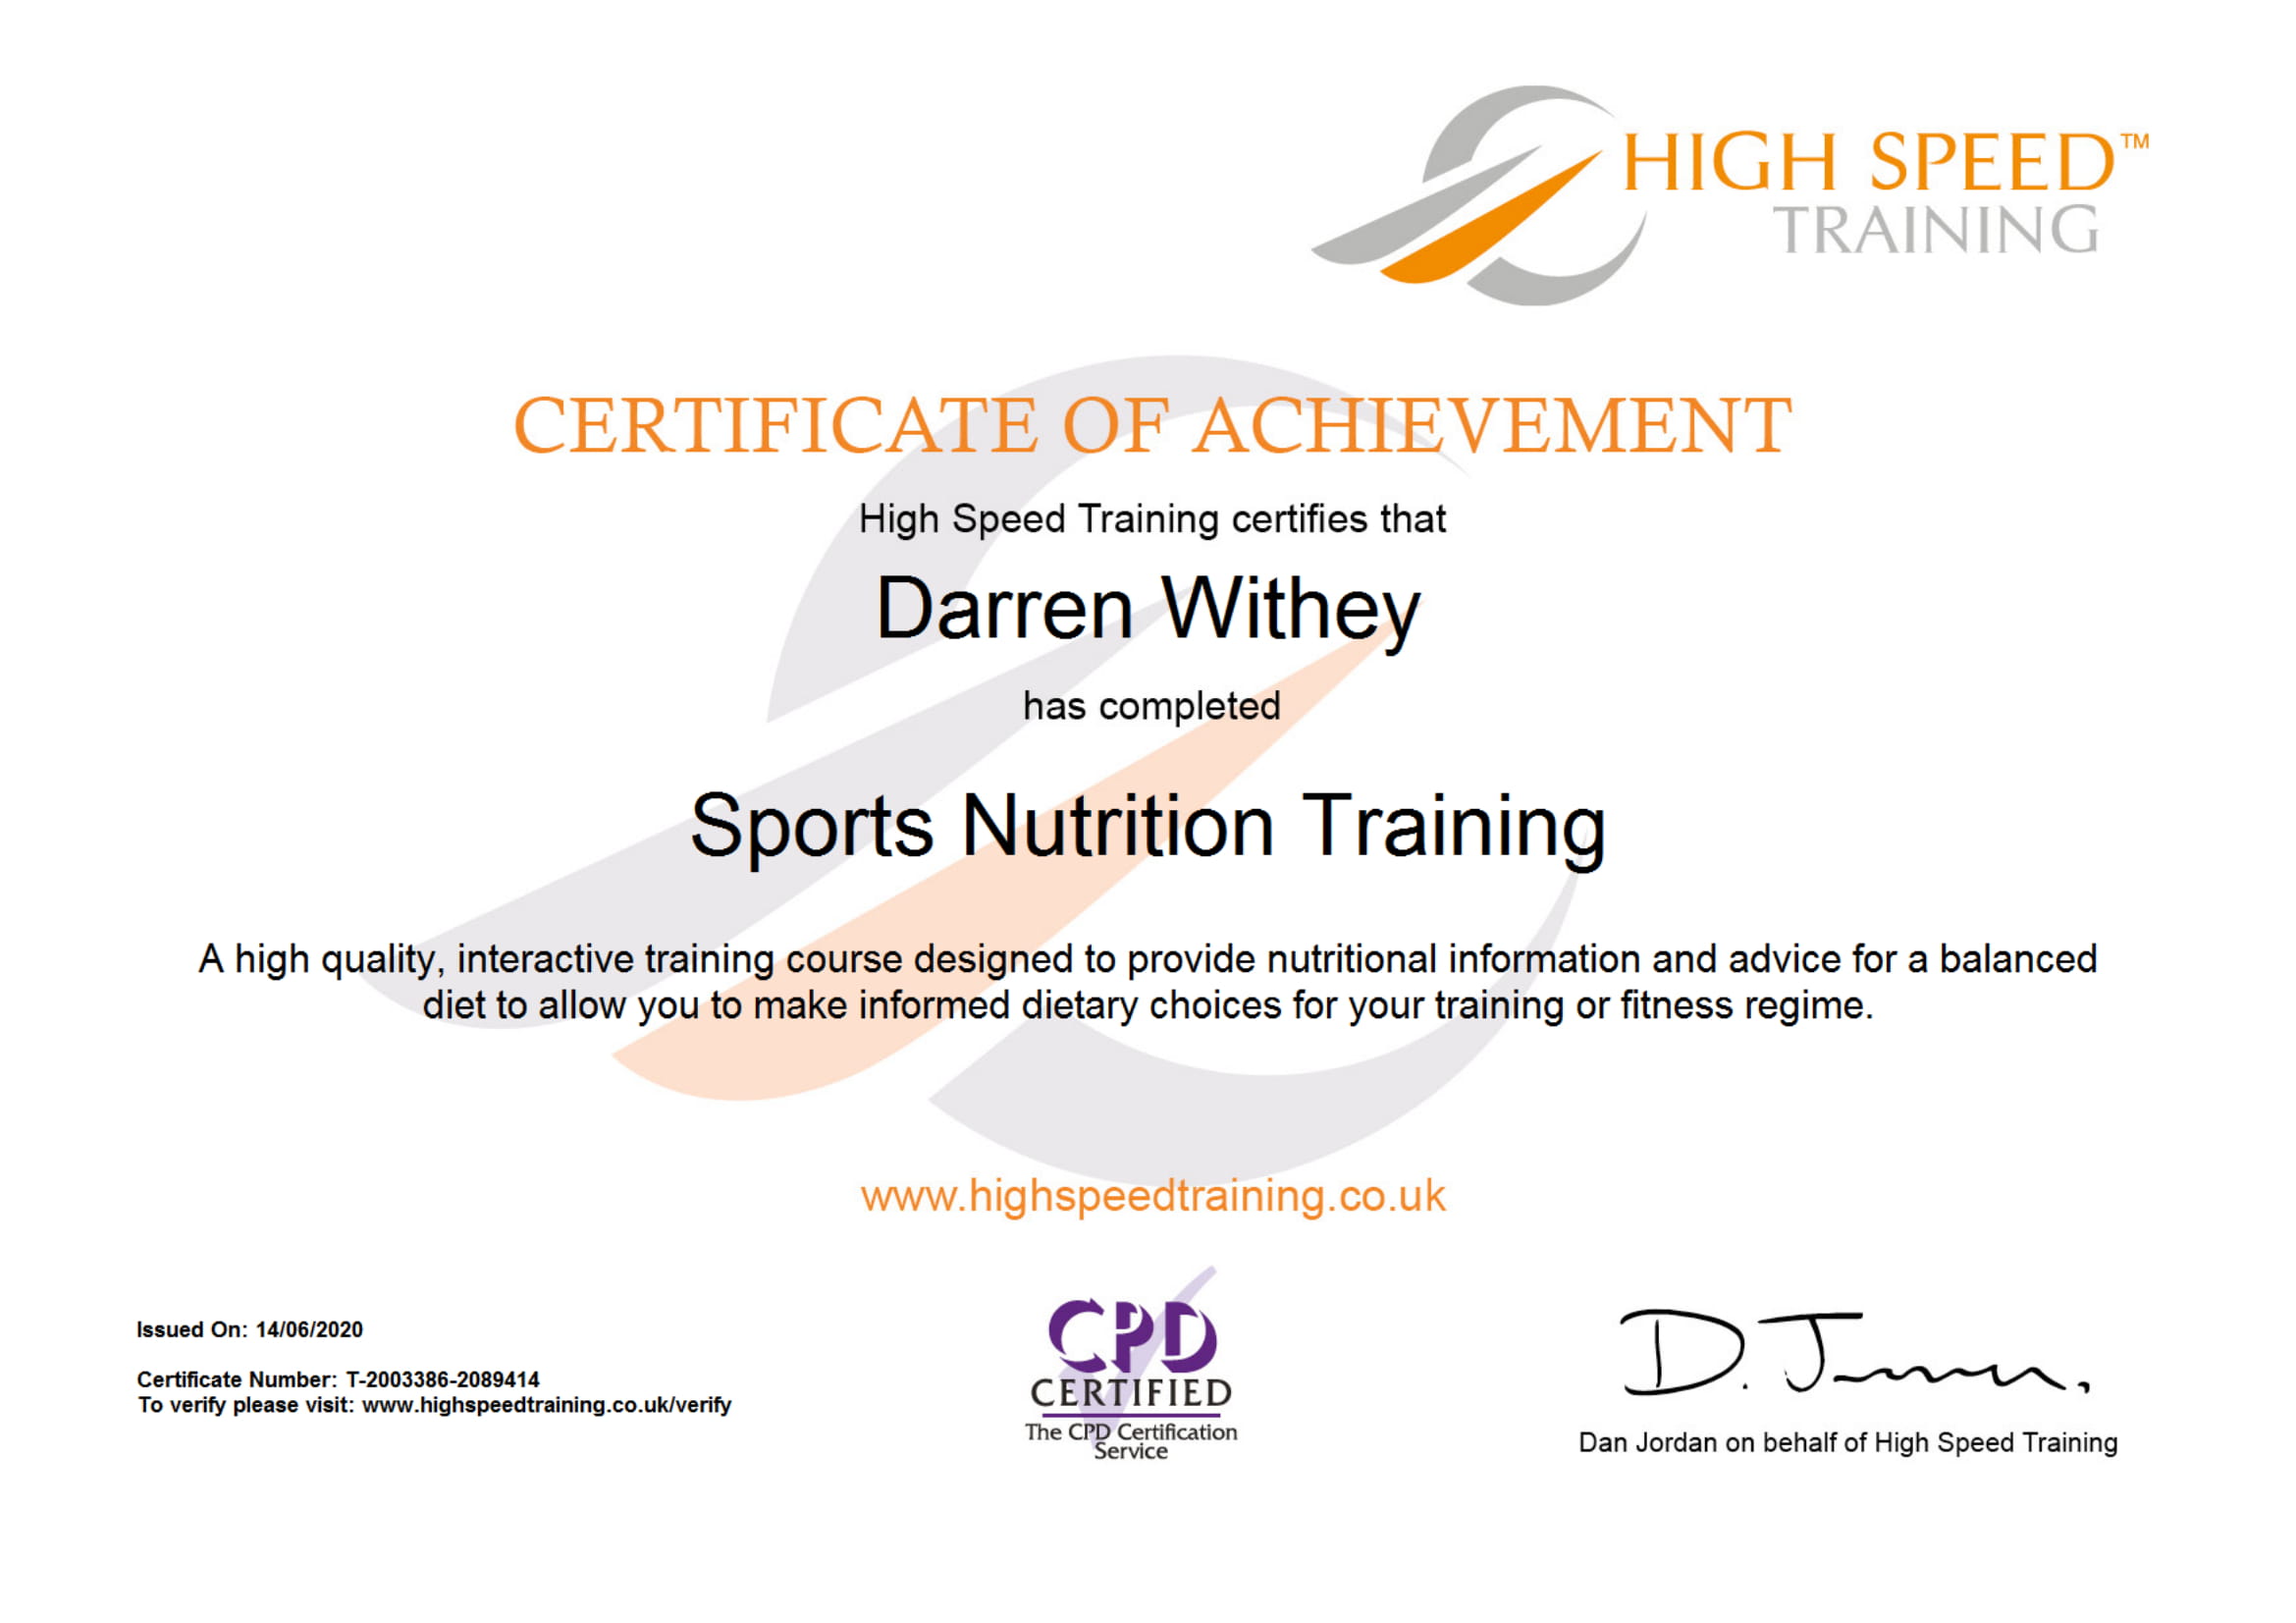 HIGH SPEED™
TRAINING
CERTIFICATE OF ACHIEVEMENT
High Speed Training certifies that
Darren Withey
has completed
Sports Nutrition Training
A high quality, interactive training course designed to provide nutritional information and advice for a balanced
diet to allow you to make informed dietary choices for your training or fitness regime.
www.highspeedtraining.co.uk
Issued On: 14/06/2020
Certificate Number: T-2003386-2089414
To verify please visit: www.highspeedtraining.co.uk/verify
CPD
CERTIFIED
The CPD Certification
Service
D. J
Dan Jordan on behalf of High Speed Training